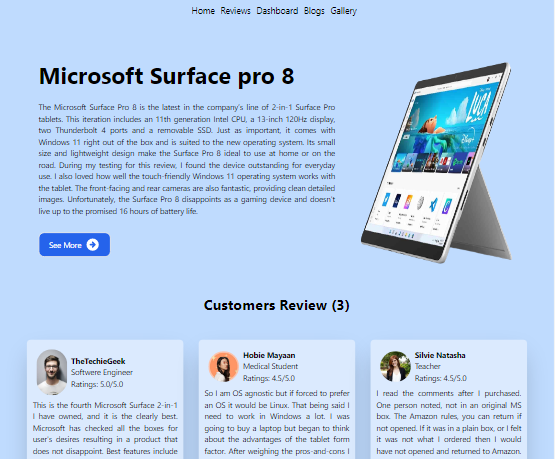 Home Reviews Dashboard Blogs Gallery
Microsoft Surface pro 8
The Microsoft Surface Pro 8 is the latest in the company's line of 2-in-1 Surface Pro
tablets. This iteration includes an 11th generation Intel CPU, a 13-inch 120Hz display,
two Thunderbolt 4 ports and a removable SSD. Just as important, it comes with
Windows 11 right out of the box and is suited to the new operating system. Its small
size and lightweight design make the Surface Pro 8 ideal to use at home or on the
road. During my testing for this review, I found the device outstanding for everyday
use. I also loved how well the touch-friendly Windows 11 operating system works with
the tablet. The front-facing and rear cameras are also fantastic, providing clean detailed
images. Unfortunately, the Surface Pro 8 disappoints as a gaming device and doesn't
live up to the promised 16 hours of battery life.
LUCA
See More
Customers Review (3)
TheTechieGeek
Softwere Engineer
Ratings: 5.0/5.0
This is the fourth Microsoft Surface 2-in-1
I have owned, and it is the clearly best.
Microsoft has checked all the boxes for
user's desires resulting in a product that
does not disappoint. Best features include
Hobie Mayaan
Medical Student
Ratings: 4.5/5.0
So I am OS agnostic but if forced to prefer
an OS it would be Linux. That being said I
need to work in Windows a lot. I was
going to buy a laptop but began to think
about the advantages of the tablet form
factor. After weighing the pros-and-cons I
Silvie Natasha
Teacher
Ratings: 4.5/5.0
I read the comments after I purchased.
One person noted, not in an original MS
box. The Amazon rules, you can return if
not opened. If it was in a plain box, or I felt
it was not what I ordered then I would
have not opened and returned to Amazon.